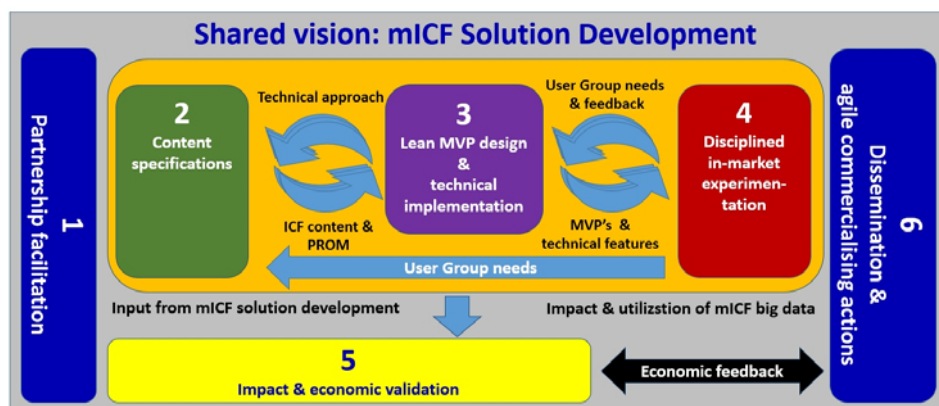 Shared vision: mICF Solution Development
1
Partnership facilitation
2
Content
specifications
Technical approach
ICF content &
PROM
3
Lean MVP design
&
technical
implementation
User Group needs
& feedback
MVP's &
technical features
4
Disciplined
in-market
experimen-
tation
User Group needs
Input from mICF solution development
Impact & utilizstion of mICF big data
5
Impact & economic validation
Economic feedback
6
Dissemination &
agile commercialising actions